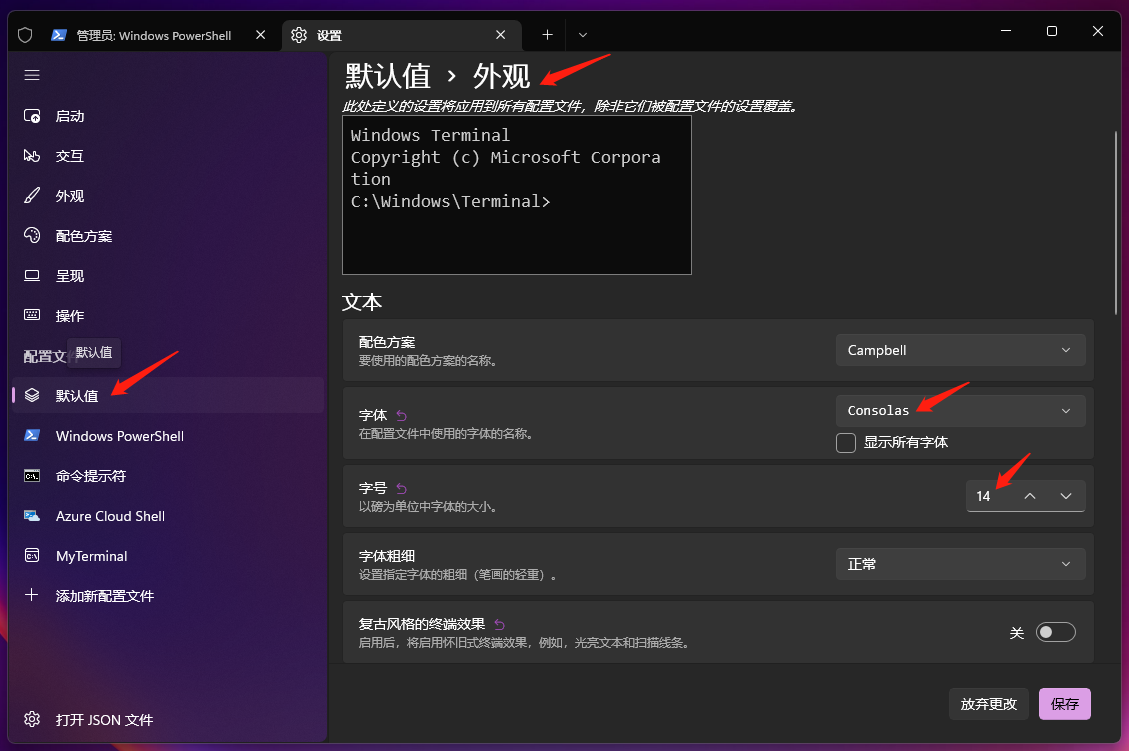 管理员: Windows PowerShell
设置
启动
交互
外观
配色方案
呈现
操作
配置文
默认值
默认值
Windows PowerShell
命令提示符
Azure Cloud Shell
MyTerminal
添加新配置文件
打开 JSON 文件
默认值 › 外观
此处定义的设置将应用到所有配置文件，除非它们被配置文件的设置覆盖。
Windows Terminal
Copyright (c) Microsoft Corpora
tion
C:\Windows\Terminal>
文本
配色方案
要使用的配色方案的名称。
Campbell
字体
在配置文件中使用的字体的名称。
Consolas
显示所有字体
字号
以磅为单位中字体的大小。
14
字体粗细
设置指定字体的粗细（笔画的轻重）。
正常
复古风格的终端效果
启用后，将启用怀旧式终端效果，例如，光亮文本和扫描线条。
关
放弃更改
保存